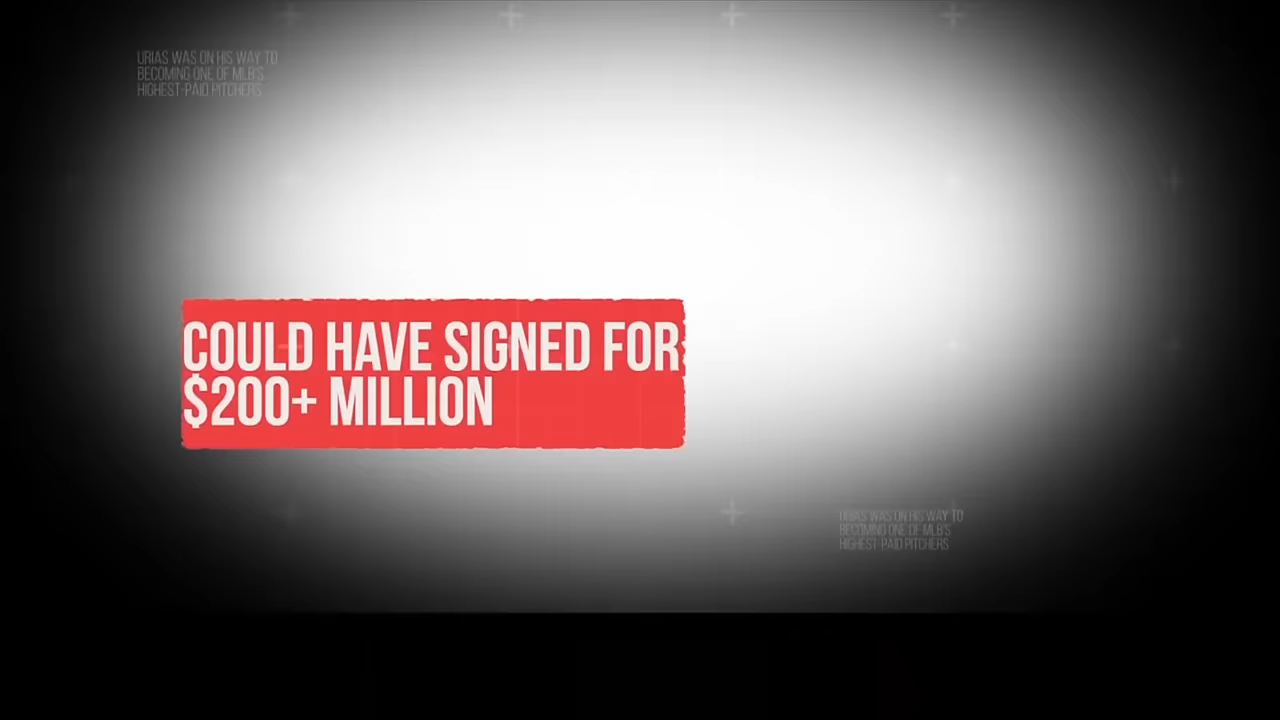 URIAS WAS ON HIS WAY TO
BECOMING ONE OF MLB'S
HIGHEST-PAID PITCHERS
COULD HAVE SIGNED FOR
$200+ MILLION
URIAS WAS ON HIS WAY TO
BECOMING ONE OF MLB'S
HIGHEST-PAID PITCHERS